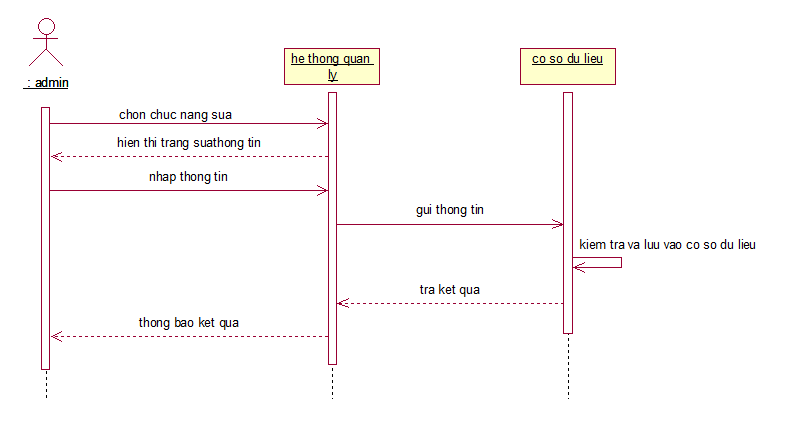 he thong quan
ly
co so du lieu
: admin
chon chuc nang sua
hien thi trang suathong tin
nhap thong tin
gui thong tin
kiem tra va luu vao co so du lieu
tra ket qua
thong bao ket qua